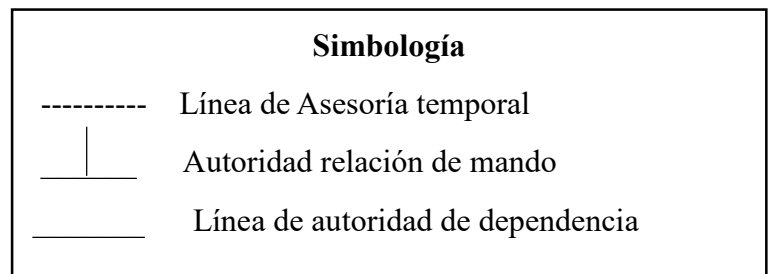 Simbología
---------- Línea de Asesoría temporal
Autoridad relación de mando
Línea de autoridad de dependencia